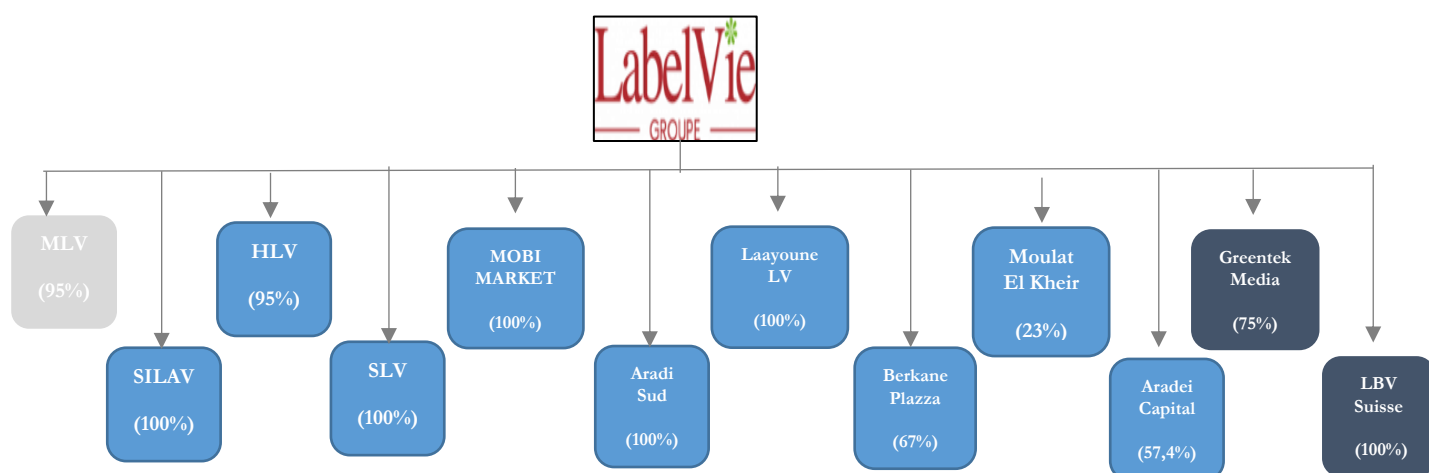 LabelVie
GROUPE
MLV
(95%)
SILAV
(100%)
HLV
(95%)
SLV
(100%)
MOBI
MARKET
(100%)
Aradi
Sud
(100%)
Laayoune
LV
(100%)
Berkane
Plazza
(67%)
Moulat
El Kheir
(23%)
Aradei
Capital
(57,4%)
Greentek
Media
(75%)
LBV
Suisse
(100%)